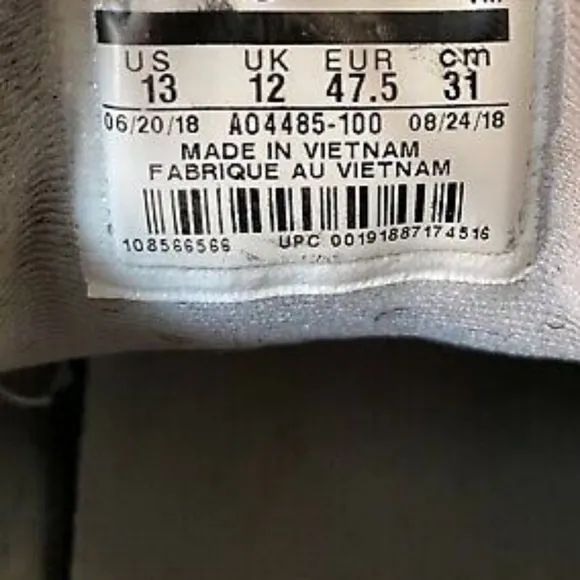 US UK EUR cm
13 12 47.5 31
06/20/18 AO4485-100 08/24/18
MADE IN VIETNAM
FABRIQUE AU VIETNAM
108566566 UPC 00191887174516